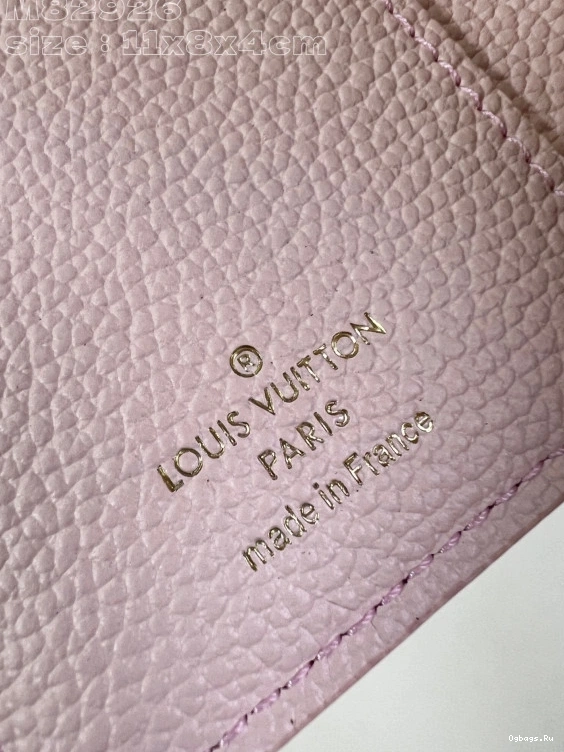 M82926
size : 11x8x4cm
®
LOUIS VUITTON
PARIS
made in France
Ogbags.Ru